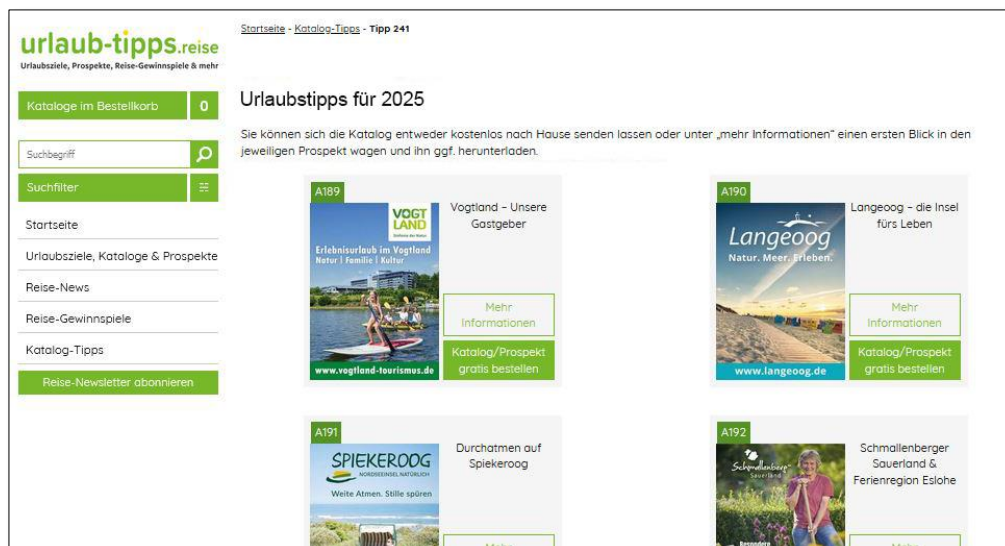 urlaub-tipps.reise
Urlaubsziele, Prospekte, Reise-Gewinnspiele & mehr
Kataloge im Bestellkorb 0
Suchbegriff
Suchfilter
Startseite
Urlaubsziele, Kataloge & Prospekte
Reise-News
Reise-Gewinnspiele
Katalog-Tipps
Reise-Newsletter abonnieren
Startseite - Katalog-Tipps - Tipp 241
Urlaubstipps für 2025
Sie können sich die Katalog entweder kostenlos nach Hause senden lassen oder unter „mehr Informationen“ einen ersten Blick in den
jeweiligen Prospekt wagen und ihn ggf. herunterladen.
A189
VOGT
LAND
Erlebnisurlaub im Vogtland
Natur | Familie | Kultur
www.vogtland-tourismus.de
Vogtland – Unsere
Gastgeber
Mehr
Informationen
Katalog/Prospekt
gratis bestellen
A190
Langeoog
Natur. Meer. Erleben.
www.langeoog.de
Langeoog – die Insel
fürs Leben
Mehr
Informationen
Katalog/Prospekt
gratis bestellen
A191
SPIEKEROOG
NORDSEEINSEL NATÜRLICH
Weite Atmen. Stille spüren
Durchatmen auf
Spiekeroog
Mehr
A192
Schmallenberger
Sauerland
Besondere
Schmallenberger
Sauerland &
Ferienregion Eslohe
Mehr